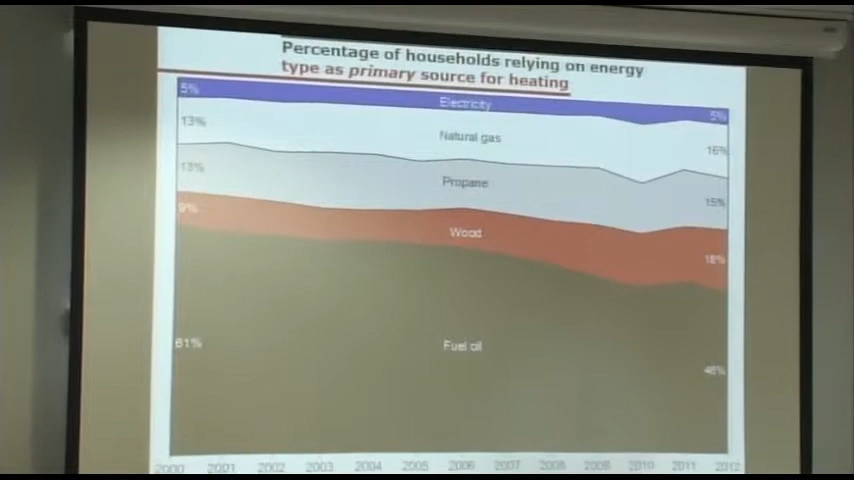 Percentage of households relying on energy
type as primary source for heating
5% Electricity 5%
13% Natural gas 16%
13% Propane 15%
9% Wood 18%
61% Fuel oil 46%
2000 2001 2002 2003 2004 2005 2006 2007 2008 2009 2010 2011 2012